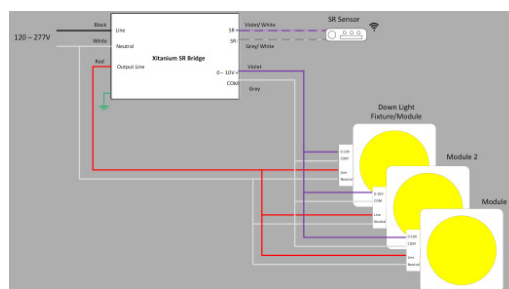 Black
Line
Violet/ White
SR+
SR Sensor
120 – 277V
White
Neutral
SR-
Grey/ White
Xitanium SR Bridge
Red
Output Line
Violet
0 – 10V +
COM
Grey
Down Light
Fixture/Module
0-10V
COM
Line
Neutral
Module 2
0-10V
COM
Line
Neutral
Module
0-10V
COM
Line
Neutral